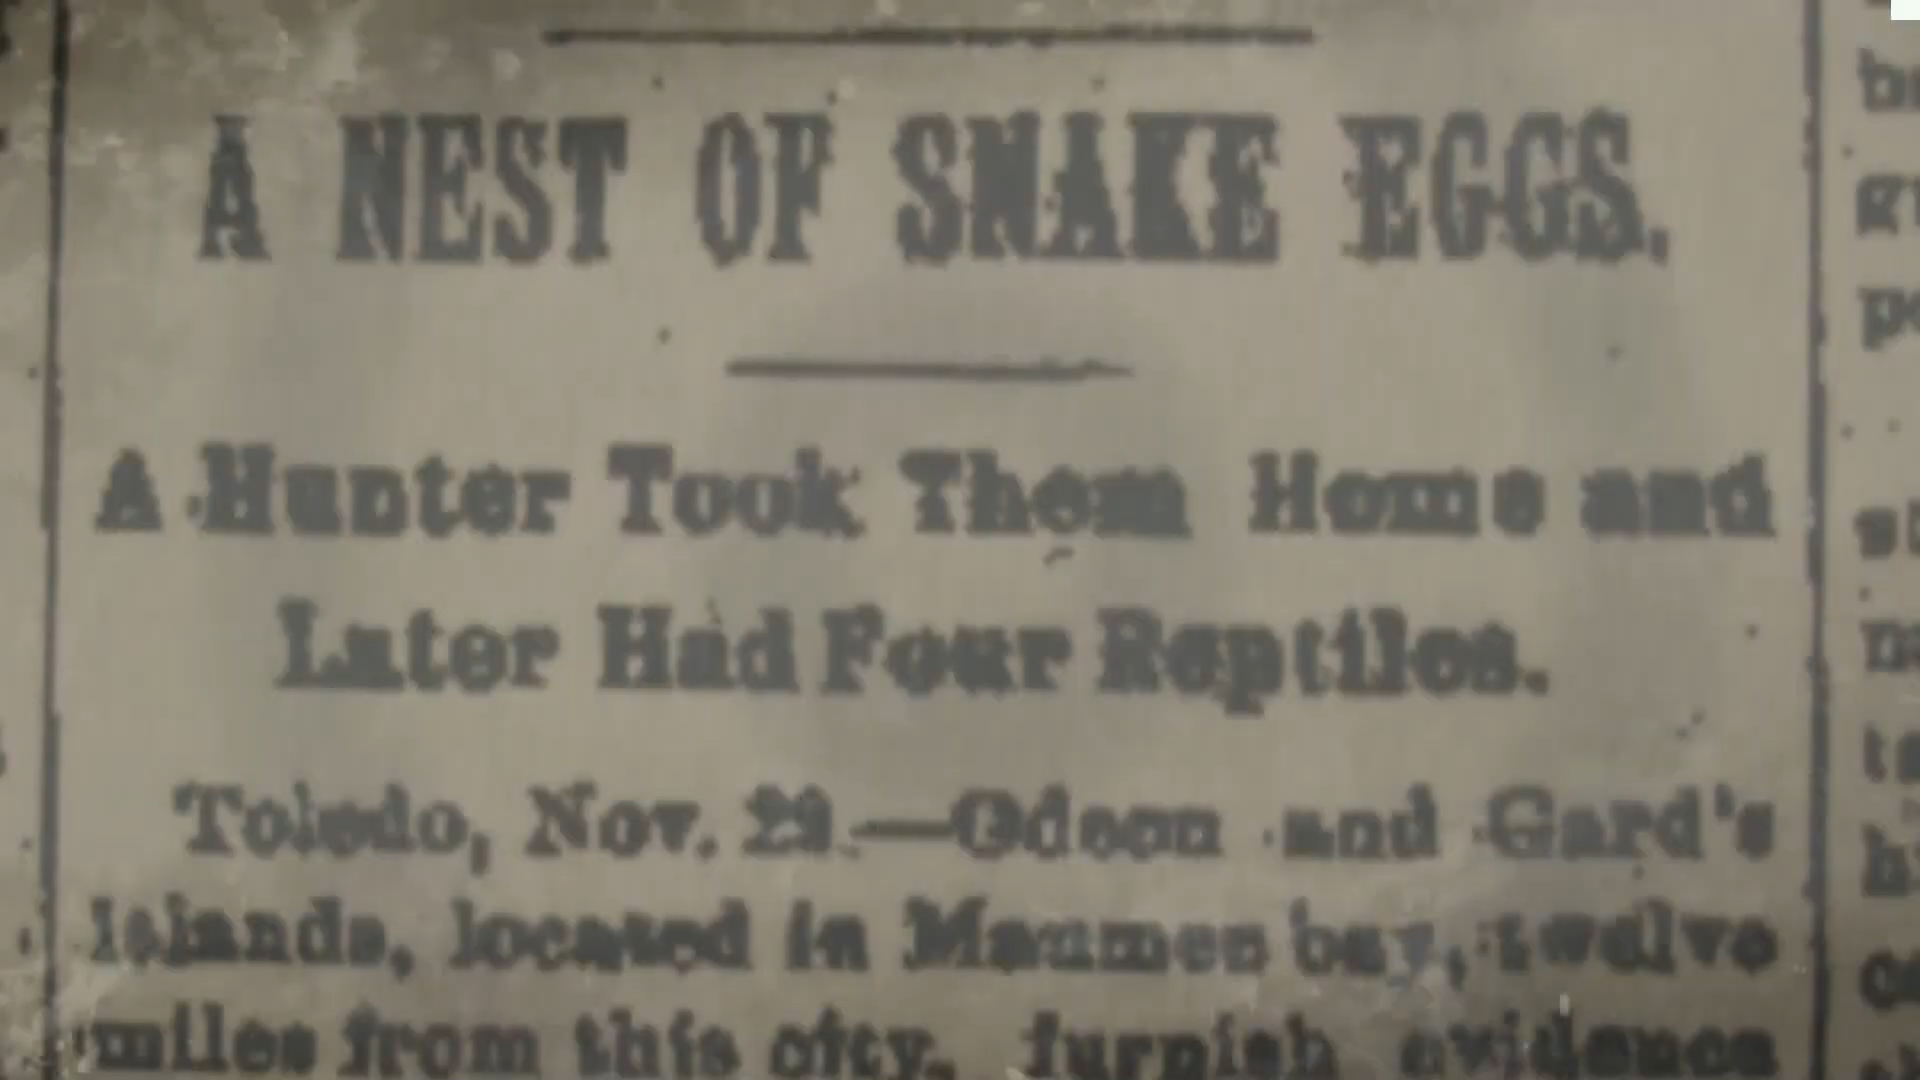 A NEST OF SNAKE EGGS.
A Hunter Took Them Home and
Later Had Four Reptiles.
Toledo, Nov. 29.—Odeon and Gard's
Islands, located in Maumee bay, twelve
miles from this city, furnish evidence